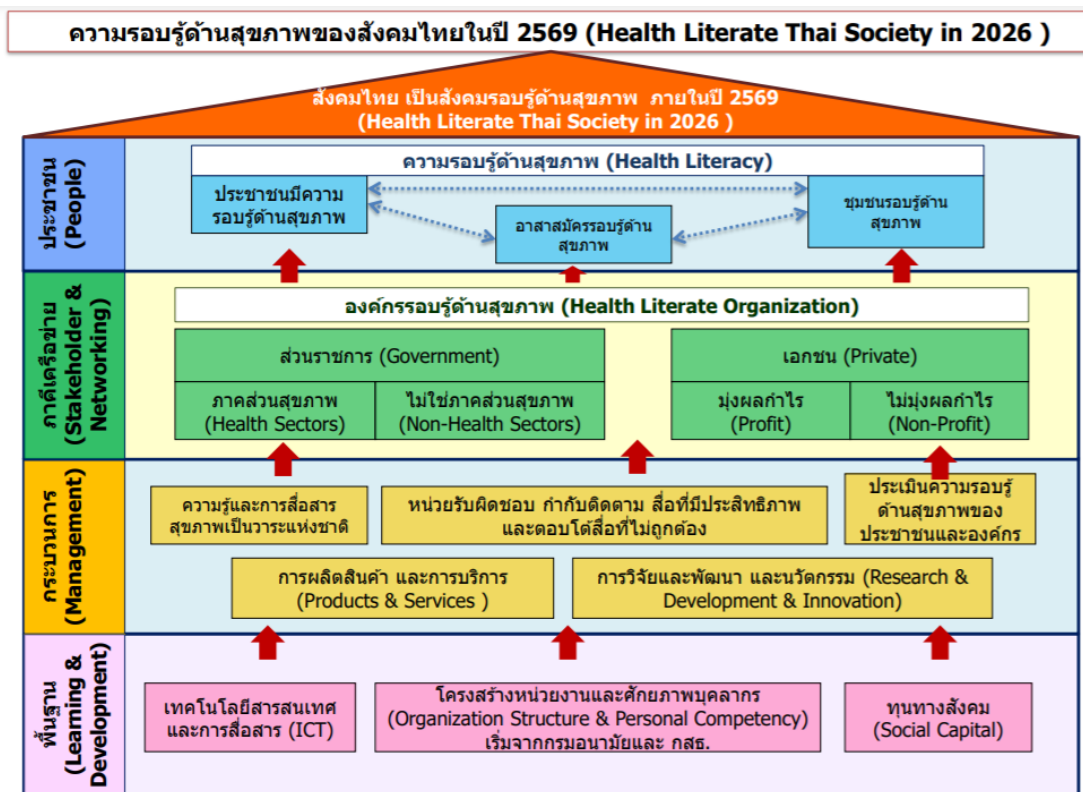 ความรอบรู้ด้านสุขภาพของสังคมไทยในปี 2569 (Health Literate Thai Society in 2026 )
สังคมไทย เป็นสังคมรอบรู้ด้านสุขภาพ ภายในปี 2569
(Health Literate Thai Society in 2026 )
ประชาชน
(People)
ความรอบรู้ด้านสุขภาพ (Health Literacy)
ประชาชนมีความ
รอบรู้ด้านสุขภาพ
อาสาสมัครรอบรู้ด้าน
สุขภาพ
ชุมชนรอบรู้ด้าน
สุขภาพ
ภาคีเครือข่าย
(Stakeholder &
Networking)
องค์กรรอบรู้ด้านสุขภาพ (Health Literate Organization)
ส่วนราชการ (Government)
ภาคส่วนสุขภาพ
(Health Sectors)
ไม่ใช่ภาคส่วนสุขภาพ
(Non-Health Sectors)
เอกชน (Private)
มุ่งผลกำไร
(Profit)
ไม่มุ่งผลกำไร
(Non-Profit)
กระบวนการ
(Management)
ความรู้และการสื่อสาร
สุขภาพเป็นวาระแห่งชาติ
หน่วยรับผิดชอบ กำกับติดตาม สื่อที่มีประสิทธิภาพ
และตอบโต้สื่อที่ไม่ถูกต้อง
ประเมินความรอบรู้
ด้านสุขภาพของ
ประชาชนและองค์กร
การผลิตสินค้า และการบริการ
(Products & Services )
การวิจัยและพัฒนา และนวัตกรรม (Research &
Development & Innovation)
พื้นฐาน
(Learning &
Development)
เทคโนโลยีสารสนเทศ
และการสื่อสาร (ICT)
โครงสร้างหน่วยงานและศักยภาพบุคลากร
(Organization Structure & Personal Competency)
เริ่มจากกรมอนามัยและ กสธ.
ทุนทางสังคม
(Social Capital)